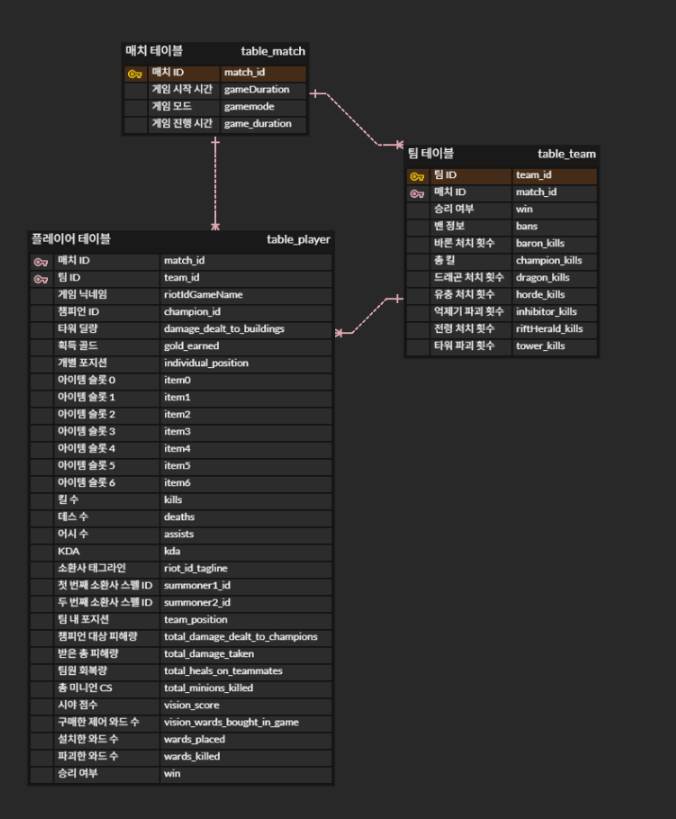 매치 테이블 table_match
매치 ID match_id
게임 시작 시간 gameDuration
게임 모드 gamemode
게임 진행 시간 game_duration
팀 테이블 table_team
팀 ID team_id
매치 ID match_id
승리 여부 win
밴 정보 bans
바론 처치 횟수 baron_kills
총 킬 champion_kills
드래곤 처치 횟수 dragon_kills
유충 처치 횟수 horde_kills
억제기 파괴 횟수 inhibitor_kills
전령 처치 횟수 riftHerald_kills
타워 파괴 횟수 tower_kills
플레이어 테이블 table_player
매치 ID match_id
팀 ID team_id
게임 닉네임 riotIdGameName
챔피언 ID champion_id
타워 딜량 damage_dealt_to_buildings
획득 골드 gold_earned
개별 포지션 individual_position
아이템 슬롯 0 item0
아이템 슬롯 1 item1
아이템 슬롯 2 item2
아이템 슬롯 3 item3
아이템 슬롯 4 item4
아이템 슬롯 5 item5
아이템 슬롯 6 item6
킬 수 kills
데스 수 deaths
어시 수 assists
KDA kda
소환사 태그라인 riot_id_tagline
첫 번째 소환사 스펠 ID summoner1_id
두 번째 소환사 스펠 ID summoner2_id
팀 내 포지션 team_position
챔피언 대상 피해량 total_damage_dealt_to_champions
받은 총 피해량 total_damage_taken
팀원 회복량 total_heals_on_teammates
총 미니언 CS total_minions_killed
시야 점수 vision_score
구매한 제어 와드 수 vision_wards_bought_in_game
설치한 와드 수 wards_placed
파괴한 와드 수 wards_killed
승리 여부 win